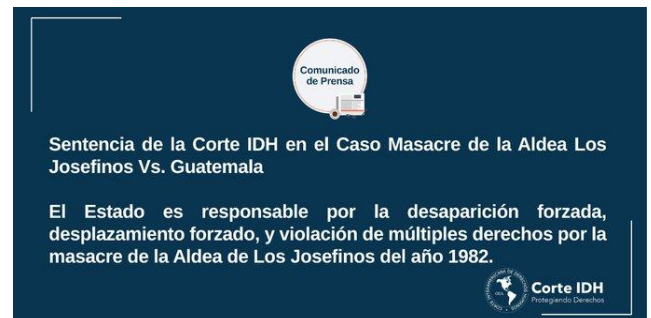 Comunicado
de Prensa
Sentencia de la Corte IDH en el Caso Masacre de la Aldea Los
Josefinos Vs. Guatemala
El Estado es responsable por la desaparición forzada,
desplazamiento forzado, y violación de múltiples derechos por la
masacre de la Aldea de Los Josefinos del año 1982.
Corte IDH
Protegiendo Derechos